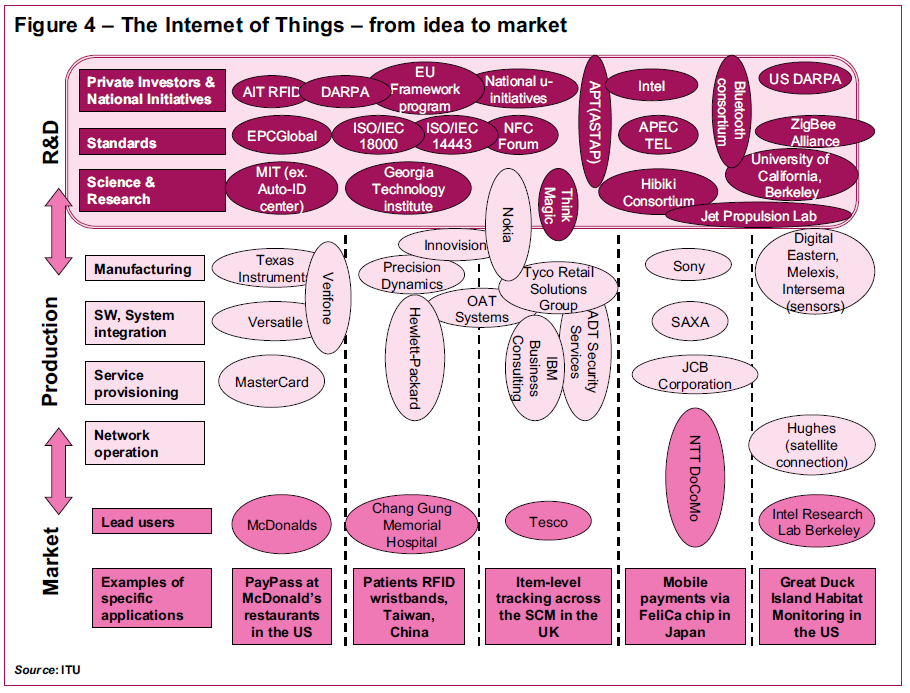 Figure 4 – The Internet of Things – from idea to market
R&D
Private Investors &
National Initiatives
AIT RFID
DARPA
EU
Framework
program
National u-
initiatives
APT(ASTAP)
Intel
Bluetooth
consortium
US DARPA
Standards
EPCGlobal
ISO/IEC
18000
ISO/IEC
14443
NFC
Forum
APEC
TEL
ZigBee
Alliance
Science &
Research
MIT (ex.
Auto-ID
center)
Georgia
Technology
institute
Nokia
Think
Magic
Hibiki
Consortium
University of
California,
Berkeley
Jet Propulsion Lab
Production
Manufacturing
Texas
Instruments
Verifone
Innovision
Precision
Dynamics
Tyco Retail
Solutions
Group
Sony
Digital
Eastern,
Melexis,
Intersema
(sensors)
SW, System
integration
Versatile
Hewlett-Packard
OAT
Systems
IBM
Business
Consulting
ADT Security
Services
SAXA
Service
provisioning
MasterCard
JCB
Corporation
Network
operation
NTT DoCoMo
Hughes
(satellite
connection)
Market
Lead users
McDonalds
Chang Gung
Memorial
Hospital
Tesco
Intel Research
Lab Berkeley
Examples of
specific
applications
PayPass at
McDonald's
restaurants
in the US
Patients RFID
wristbands,
Taiwan,
China
Item-level
tracking across
the SCM in the
UK
Mobile
payments via
FeliCa chip in
Japan
Great Duck
Island Habitat
Monitoring in
the US
Source: ITU